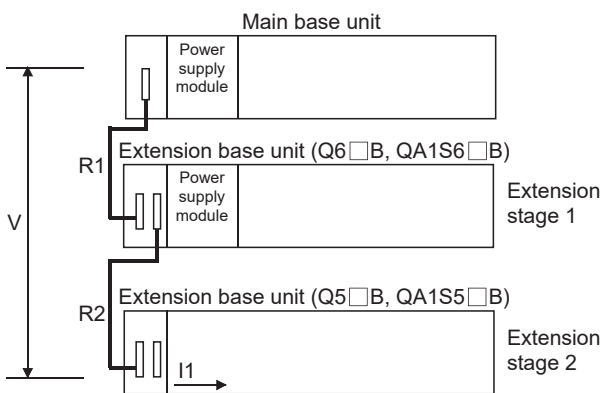 Main base unit
Power
supply
module
R1
Extension base unit (Q6□B, QA1S6□B)
Power
supply
module
Extension
stage 1
V
Extension base unit (Q5□B, QA1S5□B)
R2
Extension
stage 2
I1